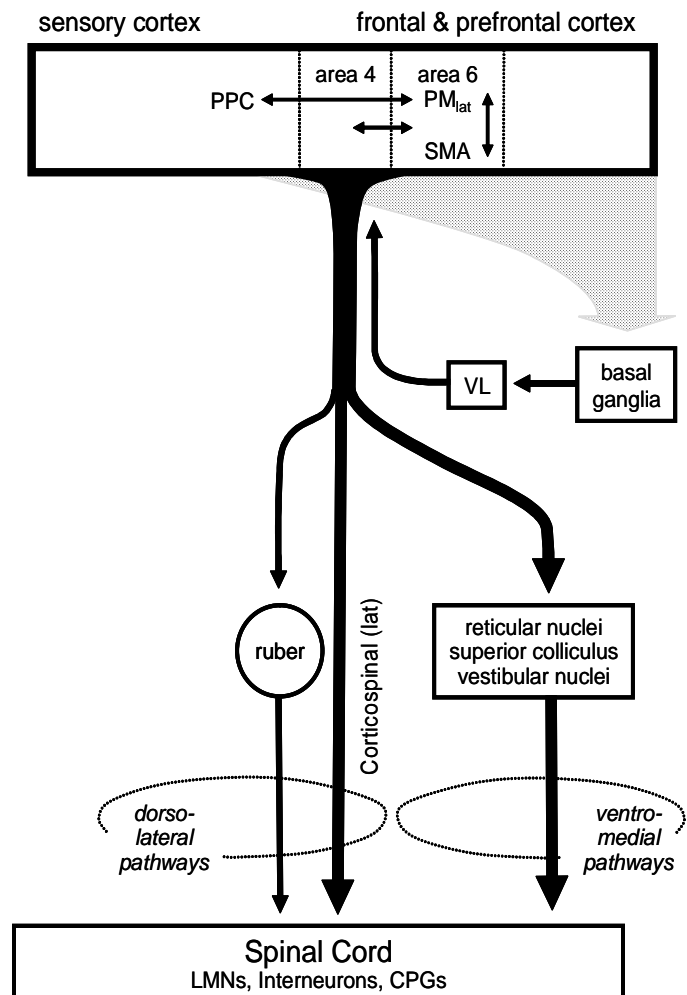 sensory cortex
frontal & prefrontal cortex
area 4
area 6
PPC
PMlat
SMA
VL
basal
ganglia
ruber
Corticospinal (lat)
reticular nuclei
superior colliculus
vestibular nuclei
dorso-
lateral
pathways
ventro-
medial
pathways
Spinal Cord
LMNs, Interneurons, CPGs